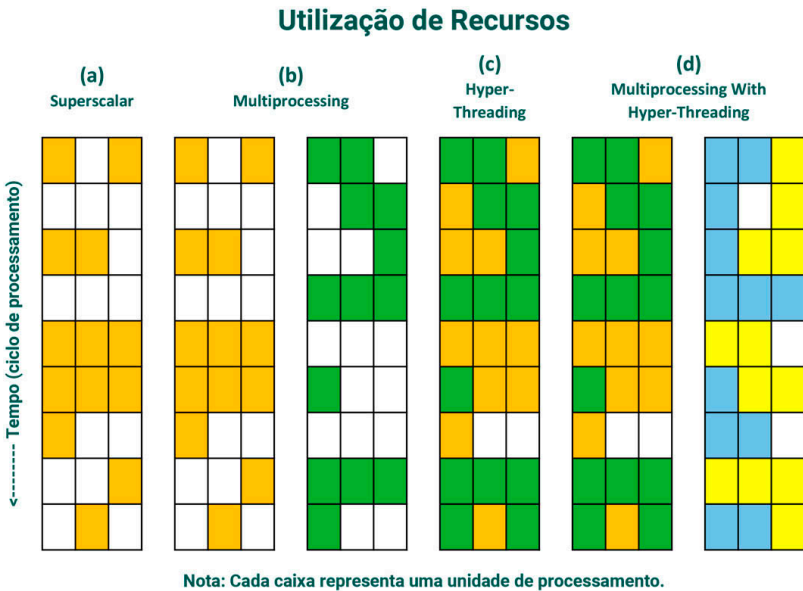 Utilização de Recursos
(a)
Superscalar
(b)
Multiprocessing
(c)
Hyper-
Threading
(d)
Multiprocessing With
Hyper-Threading
<-------- Tempo (ciclo de processamento)
Nota: Cada caixa representa uma unidade de processamento.